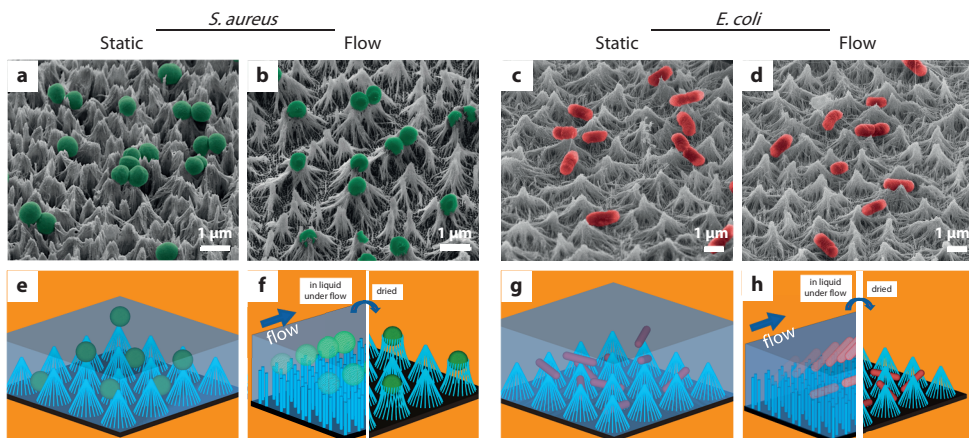 S. aureus
E. coli
Static
Flow
Static
Flow
a
b
c
d
1 μm
1 μm
1 μm
1 μm
e
f
in liquid
under flow
dried
flow
g
h
in liquid
under flow
dried
flow